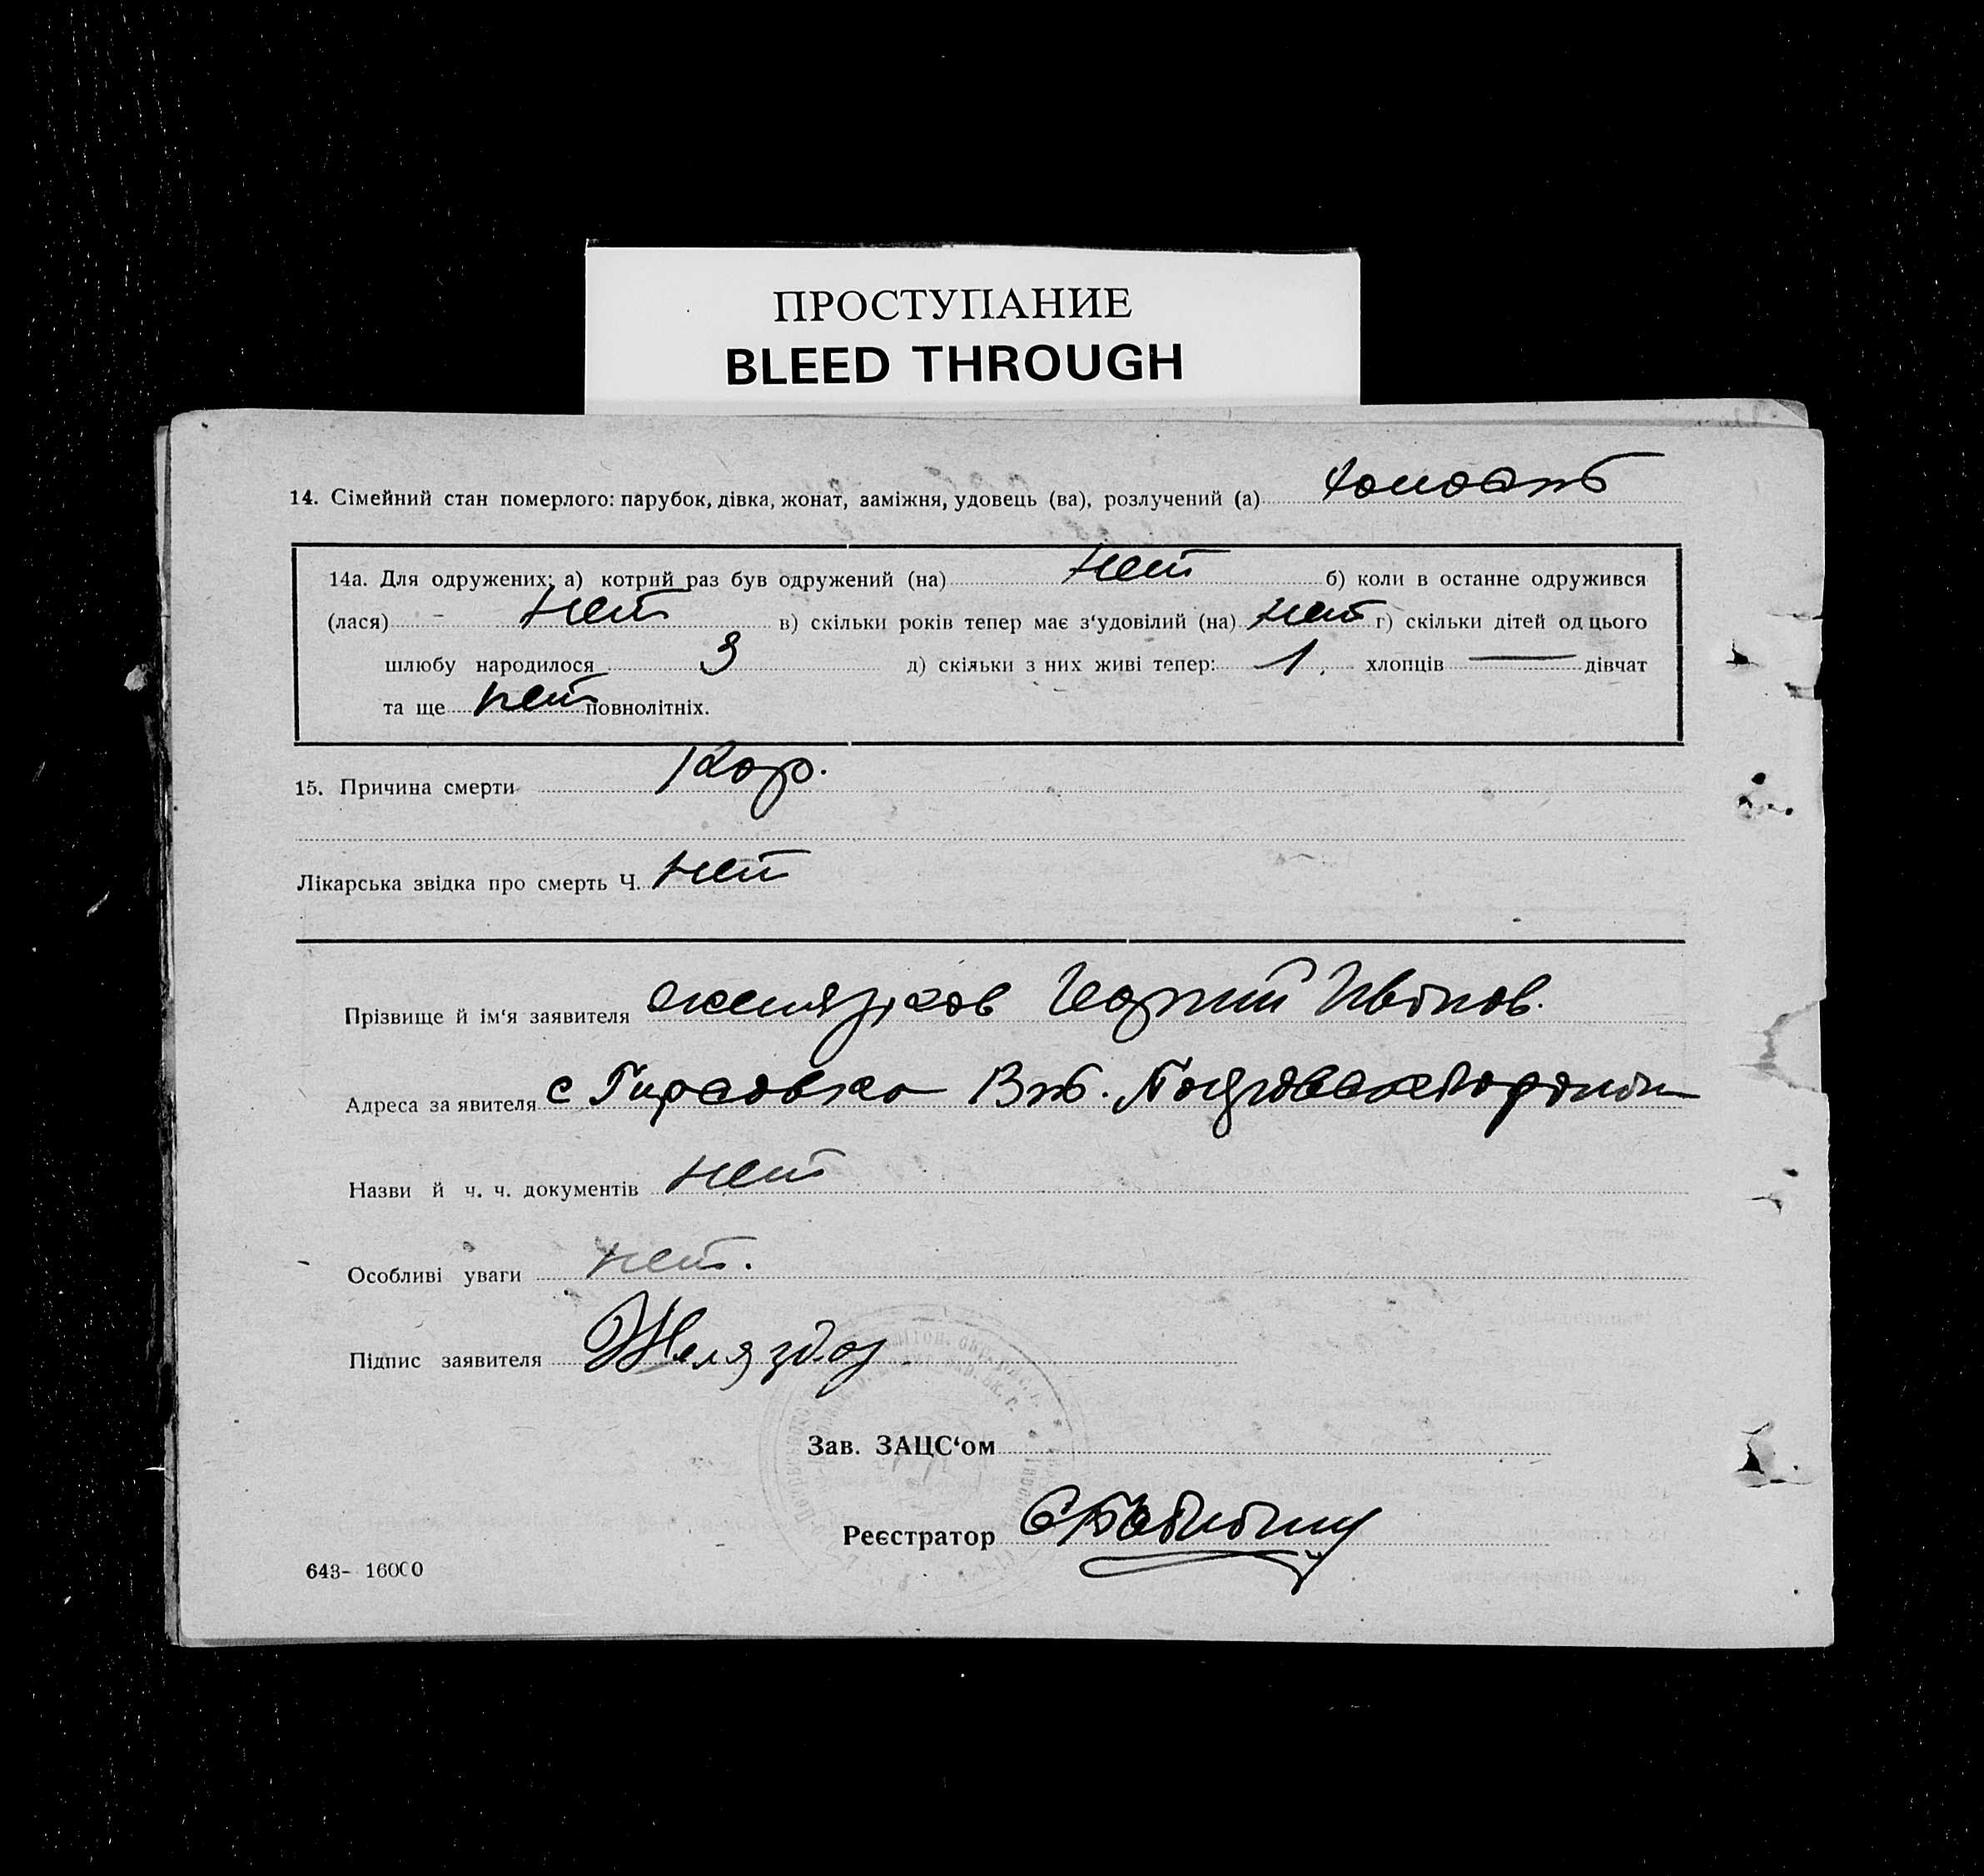 ПРОСТУПАНИЕ
BLEED THROUGH
14. Сімейний стан померлого: парубок, дівка, жонат, заміжня, удовець (ва), розлучений (а)
14а. Для одружених; а) котрий раз був одружений (на) нет б) коли в останне одружився
(лася) нет в) скільки років тепер має з'удовілий (на) нет г) скільки дітей од цього
шлюбу народилося 3 д) скільки з них живі тепер: 1. хлопців — дівчат
та ще нет повнолітніх.
15. Причина смерти Кор.
Лікарська звідка про смерть Ч. нет
Прізвище й ім'я заявителя Иванов.
Адреса заявителя с
Назви й ч. ч. документів нет
Особливі уваги нет.
Підпис заявителя
Зав. ЗАЦС'ом
Реєстратор
643- 16000